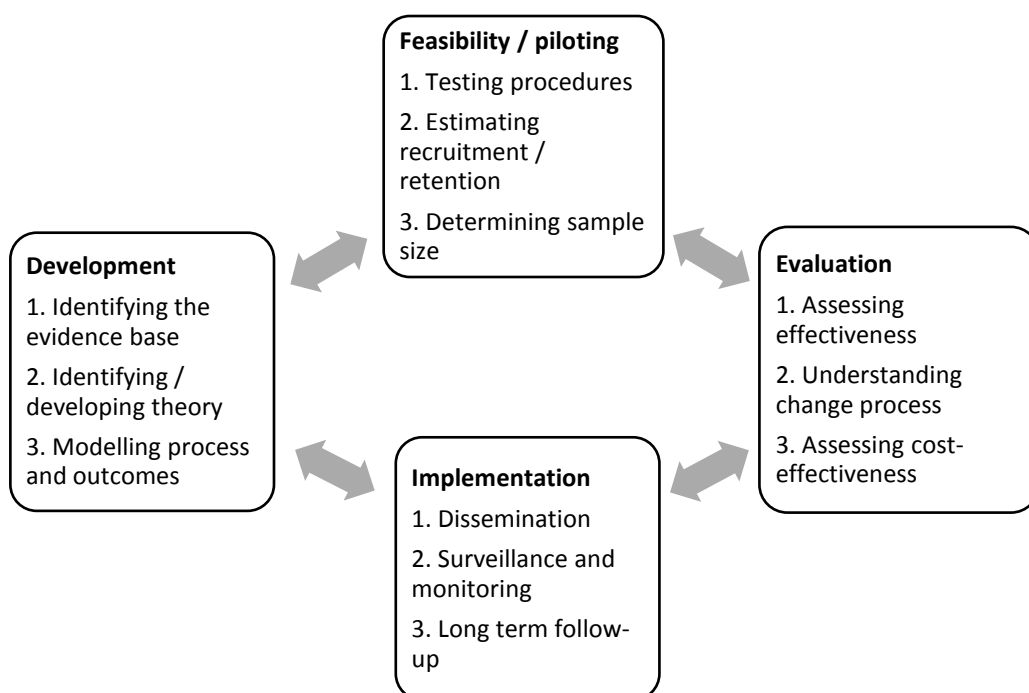 Feasibility / piloting
1. Testing procedures
2. Estimating
recruitment /
retention
3. Determining sample
size
Development
1. Identifying the
evidence base
2. Identifying /
developing theory
3. Modelling process
and outcomes
Evaluation
1. Assessing
effectiveness
2. Understanding
change process
3. Assessing cost-
effectiveness
Implementation
1. Dissemination
2. Surveillance and
monitoring
3. Long term follow-
up